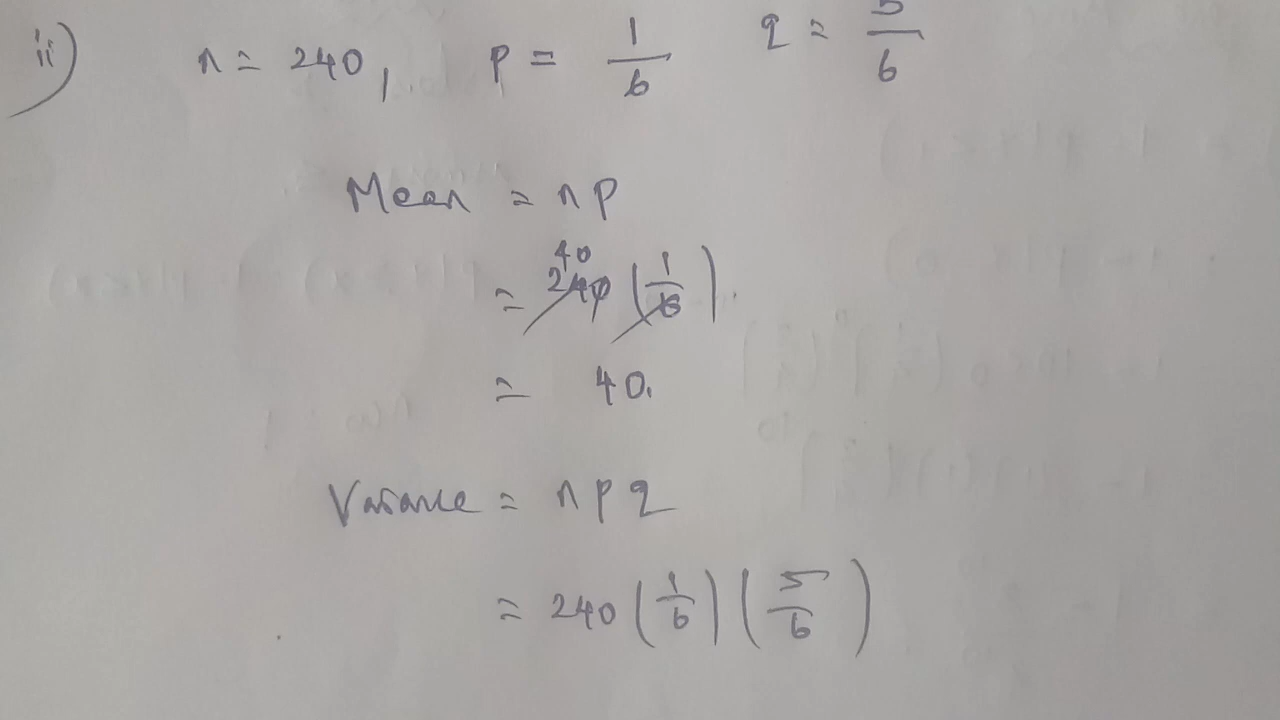 ii) n = 240, p = 1/6 q = 5/6
Mean = np
= 240 (1/6) 40
= 40.
Variance = npq
= 240 (1/6) (5/6)